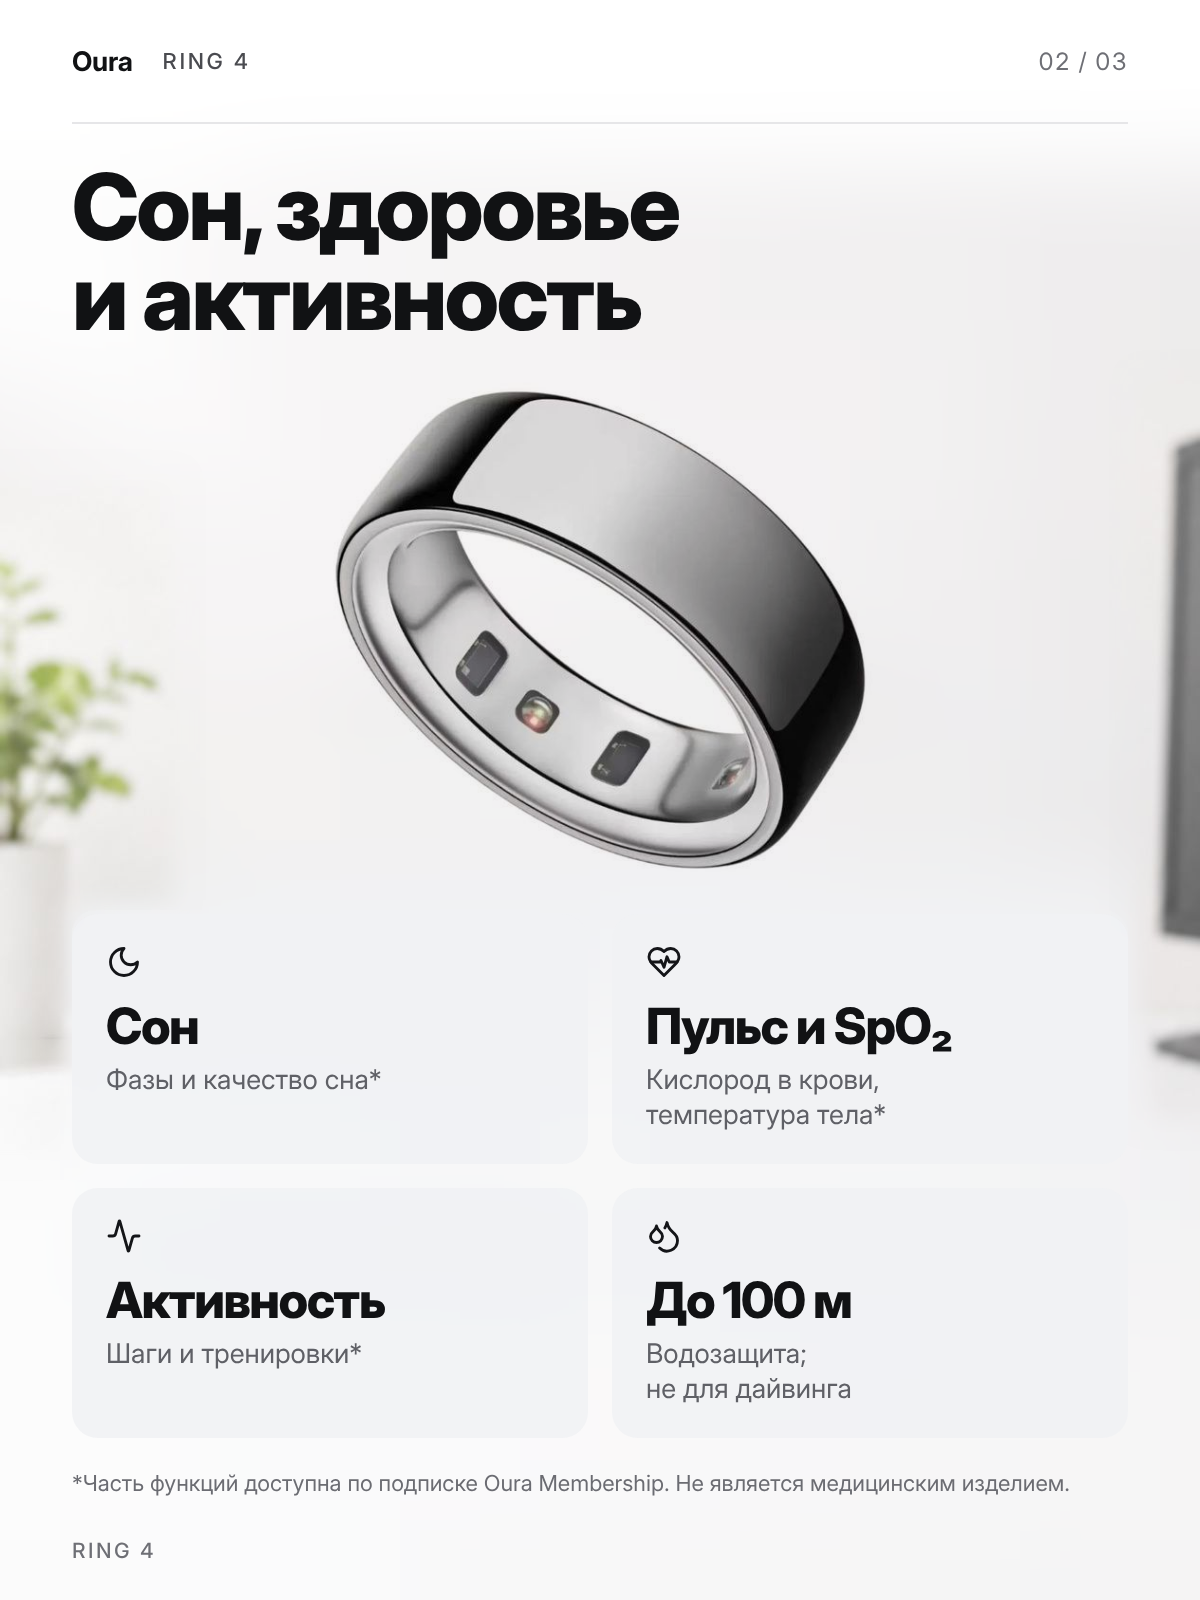 Oura RING 4 02 / 03
Сон, здоровье
и активность
Сон
Фазы и качество сна*
Пульс и SpO₂
Кислород в крови,
температура тела*
Активность
Шаги и тренировки*
До 100 м
Водозащита;
не для дайвинга
*Часть функций доступна по подписке Oura Membership. Не является медицинским изделием.
RING 4